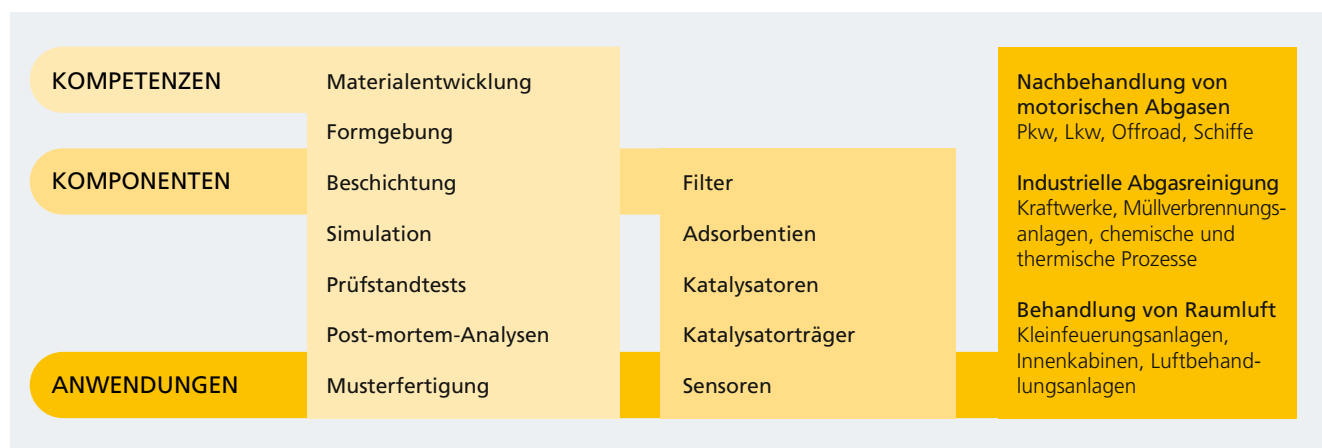 KOMPETENZEN
Materialentwicklung
Formgebung
Beschichtung
Simulation
Prüfstandtests
Post-mortem-Analysen
Musterfertigung
KOMPONENTEN
Filter
Adsorbentien
Katalysatoren
Katalysatorträger
Sensoren
ANWENDUNGEN
Nachbehandlung von
motorischen Abgasen
Pkw, Lkw, Offroad, Schiffe
Industrielle Abgasreinigung
Kraftwerke, Müllverbrennungs-
anlagen, chemische und
thermische Prozesse
Behandlung von Raumluft
Kleinfeuerungsanlagen,
Innenkabinen, Luftbehand-
lungsanlagen